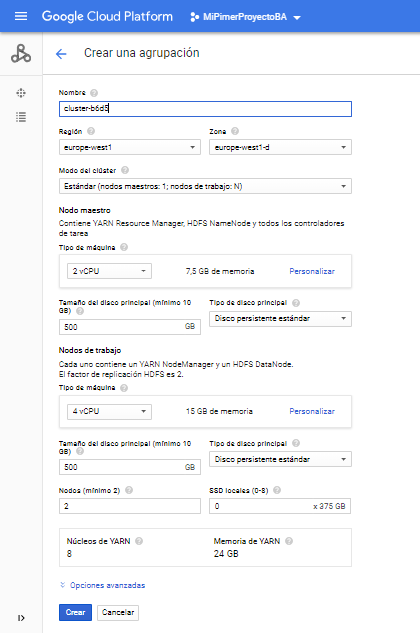 Google Cloud Platform
MiPimerProyectoBA
Crear una agrupación
Nombre
cluster-b6d5
Región
Zona
europe-west1
europe-west1-d
Modo del clúster
Estándar (nodos maestros: 1; nodos de trabajo: N)
Nodo maestro
Contiene YARN Resource Manager, HDFS NameNode y todos los controladores
de tarea
Tipo de máquina
2 vCPU
7,5 GB de memoria
Personalizar
Tamaño del disco principal (mínimo 10
GB)
Tipo de disco principal
500
GB
Disco persistente estándar
Nodos de trabajo
Cada uno contiene un YARN NodeManager y un HDFS DataNode.
El factor de replicación HDFS es 2.
Tipo de máquina
4 vCPU
15 GB de memoria
Personalizar
Tamaño del disco principal (mínimo 10
GB)
Tipo de disco principal
500
GB
Disco persistente estándar
Nodos (mínimo 2)
SSD locales (0-8)
2
0
x 375 GB
Núcleos de YARN
Memoria de YARN
8
24 GB
Opciones avanzadas
Crear
Cancelar